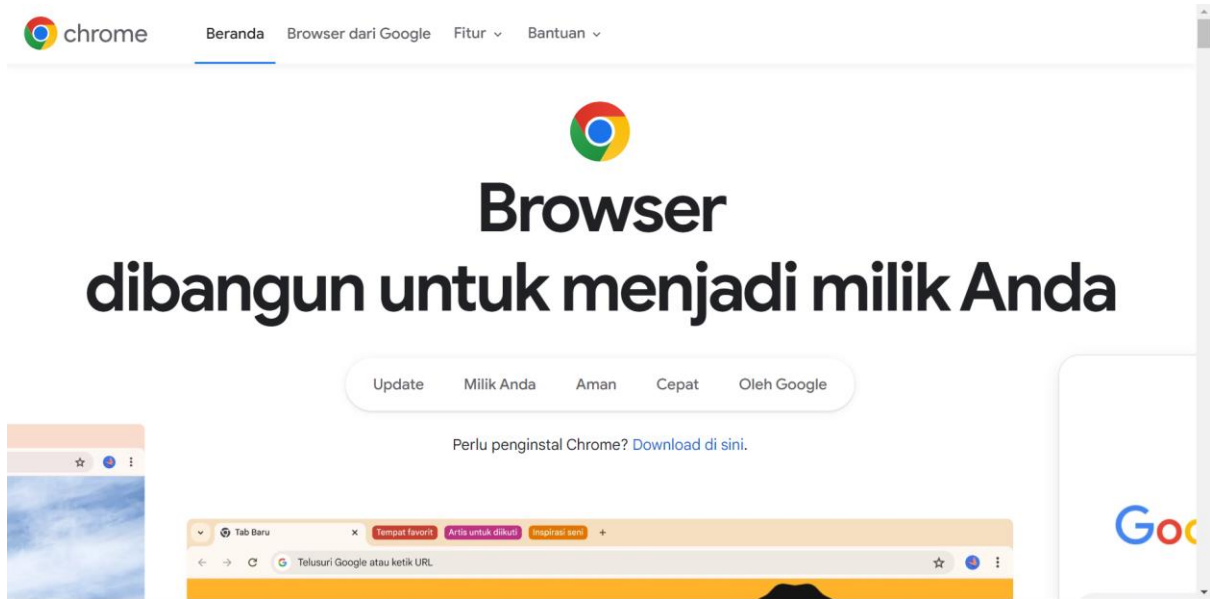 chrome Beranda Browser dari Google Fitur Bantuan
Browser
dibangun untuk menjadi milik Anda
Update Milik Anda Aman Cepat Oleh Google
Perlu penginstal Chrome? Download di sini.
Tab Baru Tempat favorit Artis untuk diikuti Inspirasi seni
G Telusuri Google atau ketik URL
Goo